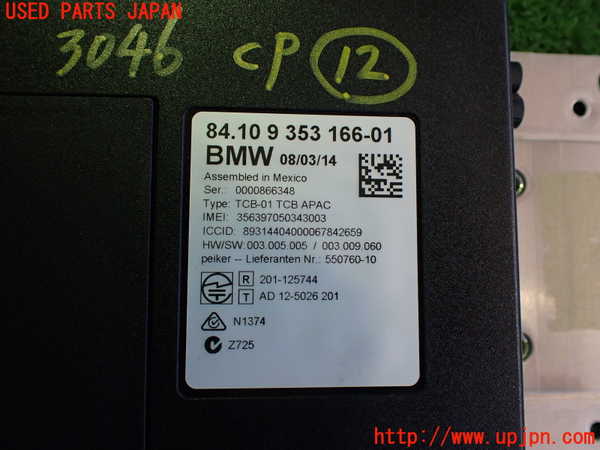 USED PARTS JAPAN
3046 CP 12
84.10 9 353 166-01
BMW 08/03/14
Assembled in Mexico
Ser.: 0000866348
Type: TCB-01 TCB APAC
IMEI: 356397050343003
ICCID: 89314404000067842659
HW/SW: 003.005.005 / 003.009.060
peiker – Lieferanten Nr.: 550760-10
R 201-125744
T AD 12-5026 201
N1374
Z725
http://www.upjpn.com/